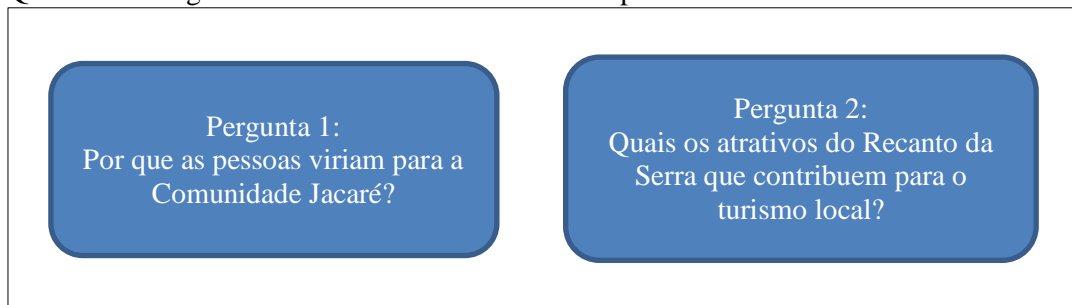 Pergunta 1:
Por que as pessoas viriam para a
Comunidade Jacaré?
Pergunta 2:
Quais os atrativos do Recanto da
Serra que contribuem para o
turismo local?